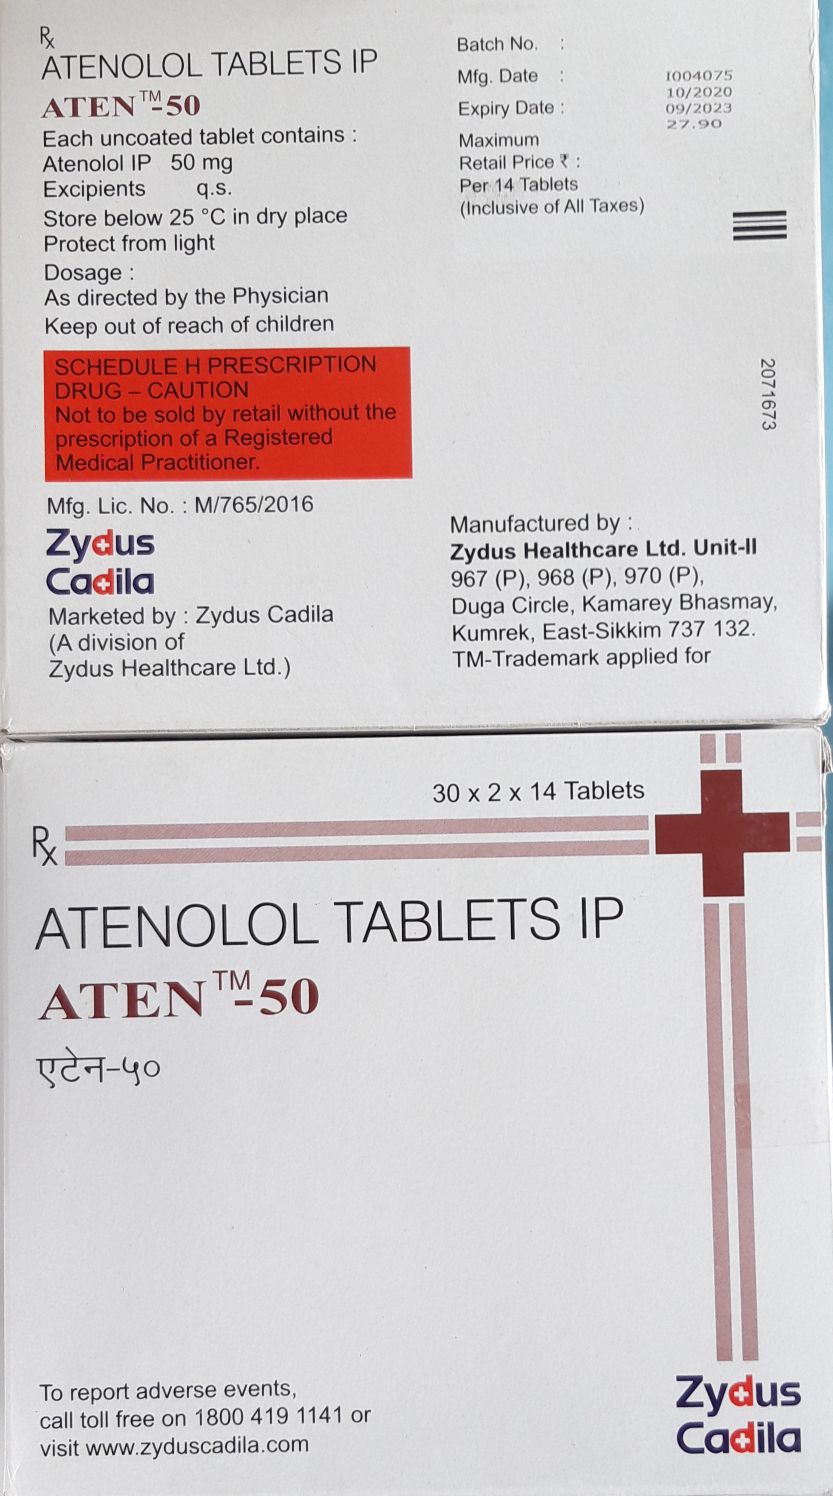 Rx
ATENOLOL TABLETS IP
ATEN™-50
Each uncoated tablet contains :
Atenolol IP 50 mg
Excipients q.s.
Store below 25 °C in dry place
Protect from light
Dosage :
As directed by the Physician
Keep out of reach of children
SCHEDULE H PRESCRIPTION
DRUG – CAUTION
Not to be sold by retail without the
prescription of a Registered
Medical Practitioner.
Mfg. Lic. No. : M/765/2016
Zydus
Cadila
Marketed by : Zydus Cadila
(A division of
Zydus Healthcare Ltd.)
Batch No. :
Mfg. Date :
Expiry Date :
Maximum
Retail Price ₹ :
Per 14 Tablets
(Inclusive of All Taxes)
I004075
10/2020
09/2023
27.90
2071673
Manufactured by :
Zydus Healthcare Ltd. Unit-II
967 (P), 968 (P), 970 (P),
Duga Circle, Kamarey Bhasmay,
Kumrek, East-Sikkim 737 132.
TM-Trademark applied for
30 x 2 x 14 Tablets
Rx
ATENOLOL TABLETS IP
ATEN™-50
एटेन-५०
To report adverse events,
call toll free on 1800 419 1141 or
visit www.zyduscadila.com
Zydus
Cadila